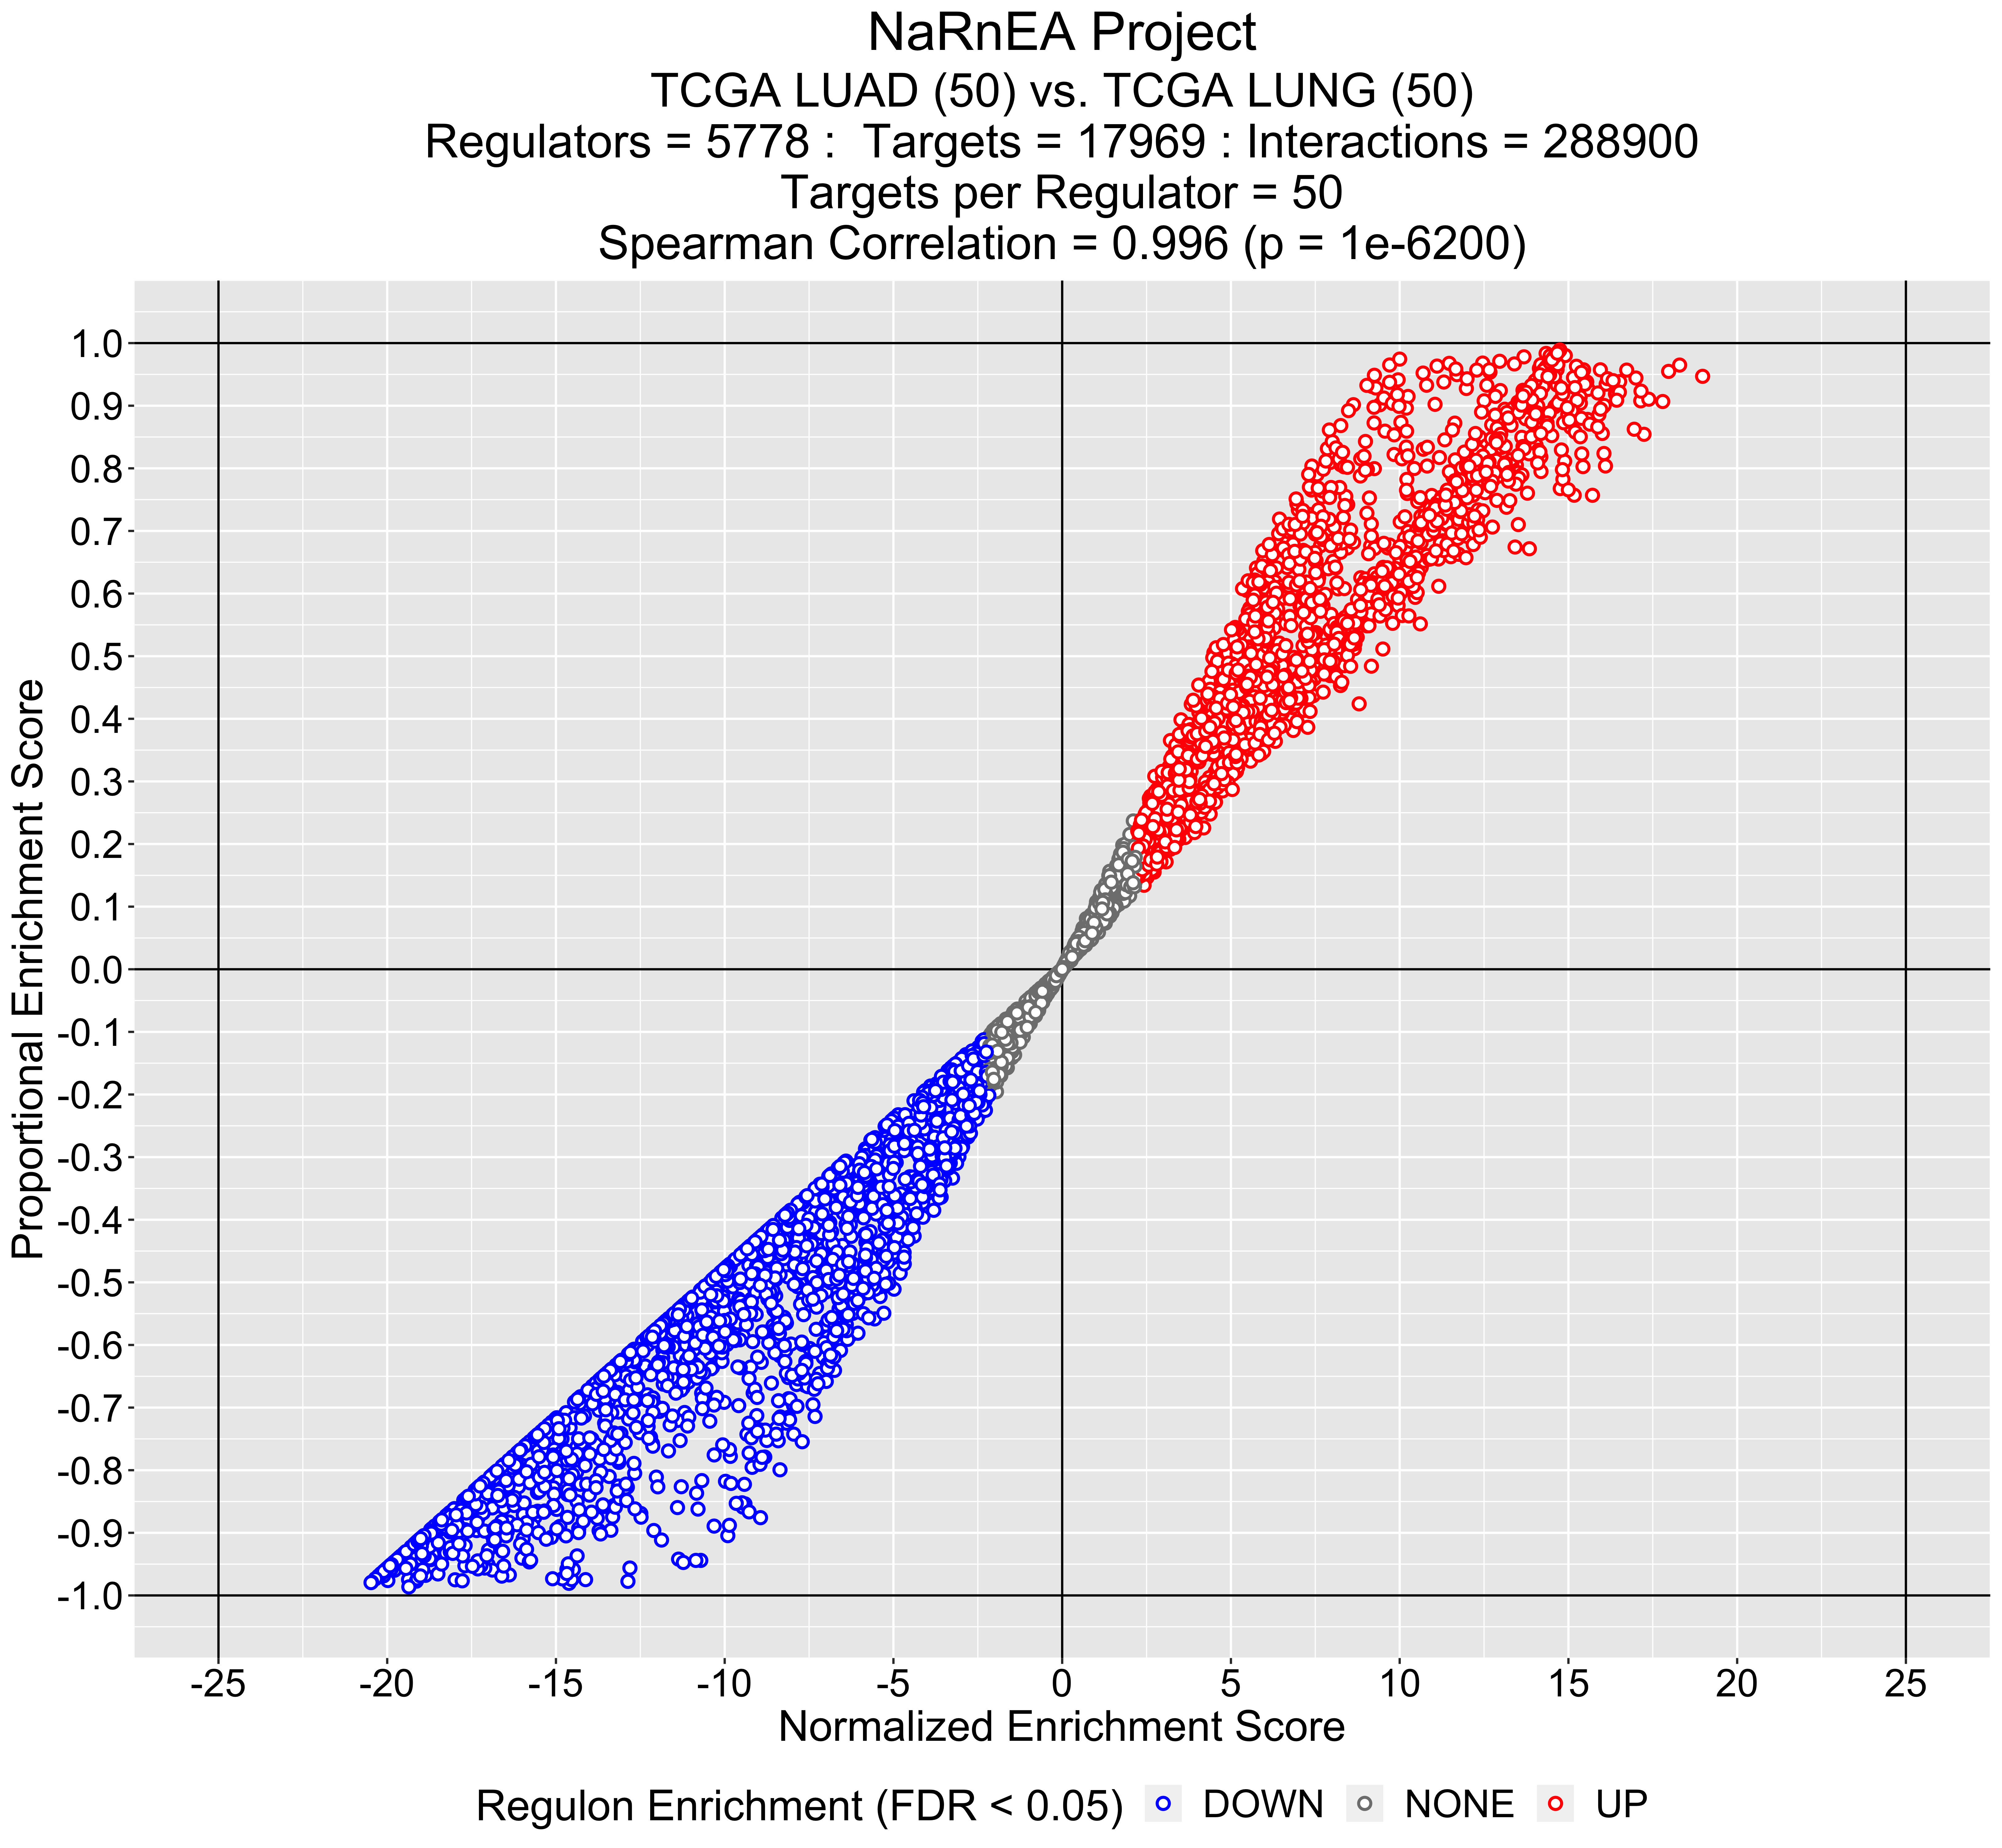 NaRnEA Project
TCGA LUAD (50) vs. TCGA LUNG (50)
Regulators = 5778 :  Targets = 17969 : Interactions = 288900
Targets per Regulator = 50
Spearman Correlation = 0.996 (p = 1e-6200)
Proportional Enrichment Score
1.0
0.9
0.8
0.7
0.6
0.5
0.4
0.3
0.2
0.1
0.0
-0.1
-0.2
-0.3
-0.4
-0.5
-0.6
-0.7
-0.8
-0.9
-1.0
-25 -20 -15 -10 -5 0 5 10 15 20 25
Normalized Enrichment Score
Regulon Enrichment (FDR < 0.05) DOWN NONE UP